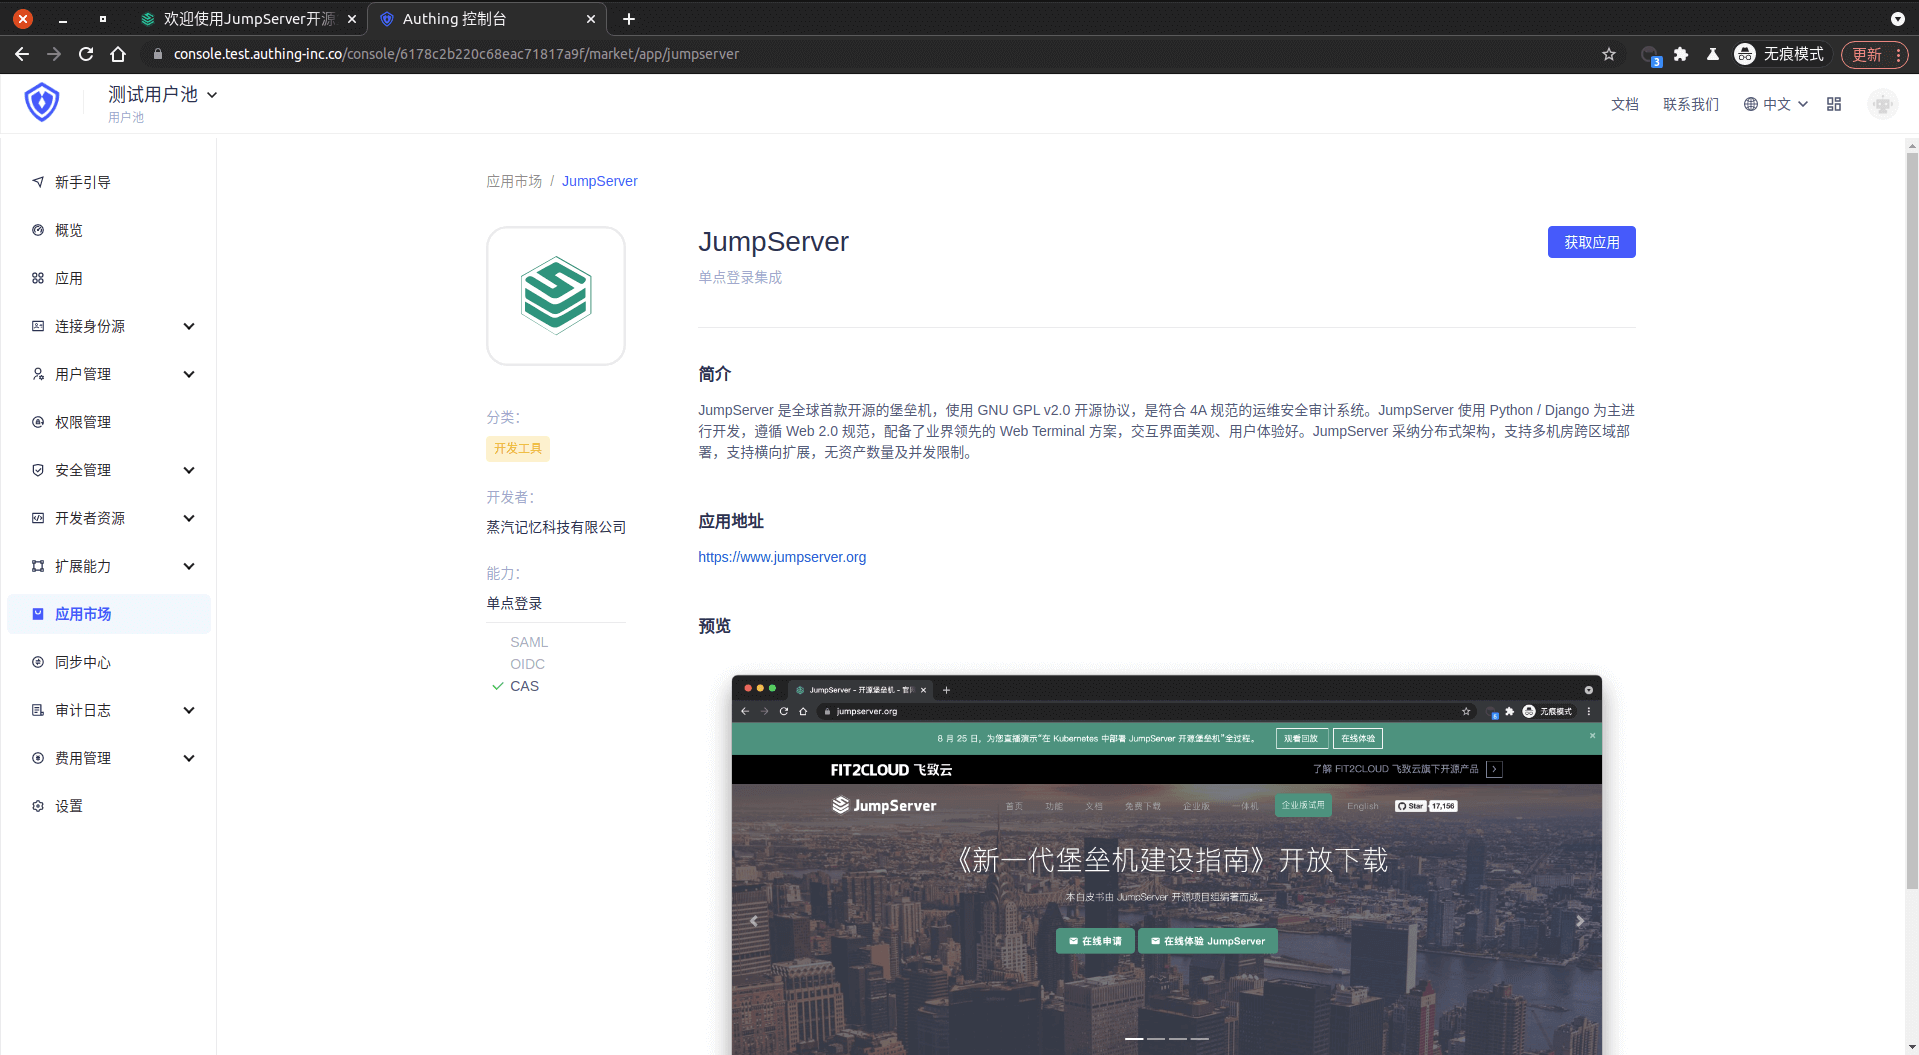 欢迎使用JumpServer开源
Authing 控制台
console.test.authing-inc.co/console/6178c2b220c68eac71817a9f/market/app/jumpserver
3
无痕模式
更新
测试用户池
用户池
文档
联系我们
中文
新手引导
概览
应用
连接身份源
用户管理
权限管理
安全管理
开发者资源
扩展能力
应用市场
同步中心
审计日志
费用管理
设置
应用市场 / JumpServer
JumpServer
单点登录集成
获取应用
分类：
开发工具
开发者：
蒸汽记忆科技有限公司
能力：
单点登录
SAML
OIDC
CAS
简介
JumpServer 是全球首款开源的堡垒机，使用 GNU GPL v2.0 开源协议，是符合 4A 规范的运维安全审计系统。JumpServer 使用 Python / Django 为主进
行开发，遵循 Web 2.0 规范，配备了业界领先的 Web Terminal 方案，交互界面美观、用户体验好。JumpServer 采纳分布式架构，支持多机房跨区域部
署，支持横向扩展，无资产数量及并发限制。
应用地址
https://www.jumpserver.org
预览
JumpServer - 开源堡垒机 - 官网
jumpserver.org
无痕模式
8 月 25 日，为您直播演示“在 Kubernetes 中部署 JumpServer 开源堡垒机”全过程。
观看回放
在线体验
FIT2CLOUD 飞致云
了解 FIT2CLOUD 飞致云旗下开源产品
JumpServer
首页
功能
文档
免费下载
企业版
一体机
企业版试用
English
Star
17,156
《新一代堡垒机建设指南》开放下载
本白皮书由 JumpServer 开源项目组编著而成。
在线申请
在线体验 JumpServer